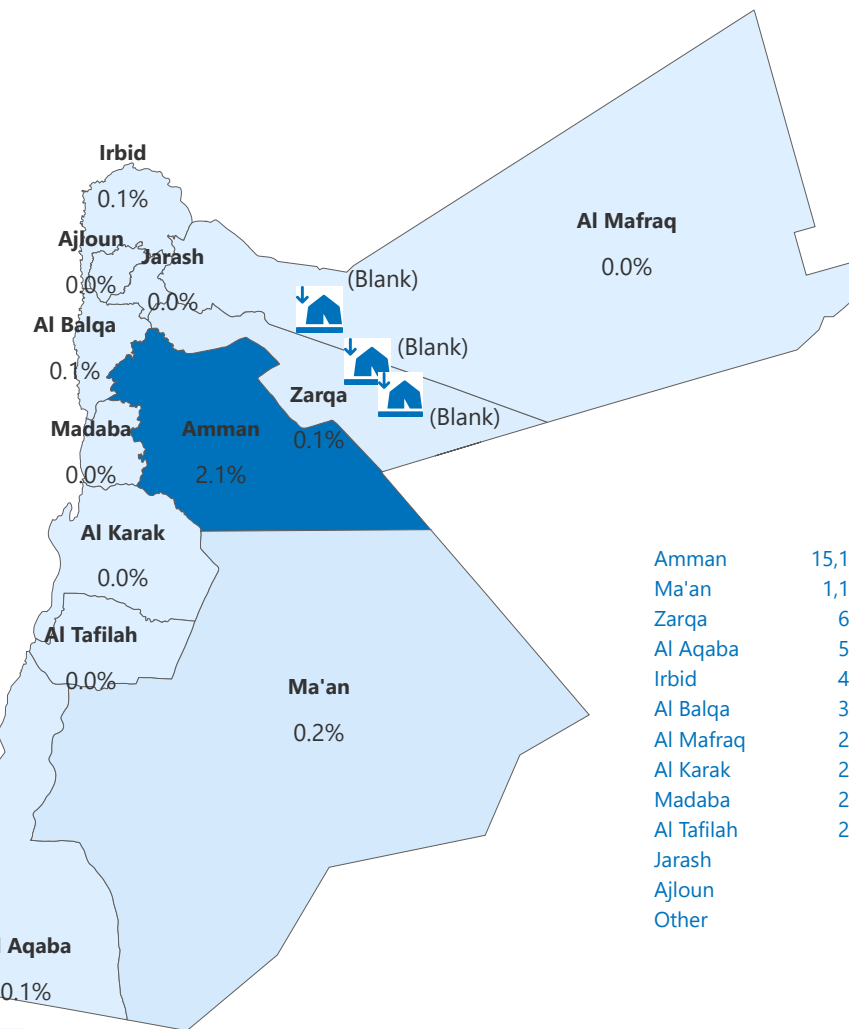 Irbid
0.1%
Ajloun
0.0%
Jarash
0.0%
Al Mafraq
0.0%
(Blank)
Al Balqa
0.1%
(Blank)
Zarqa
0.1%
(Blank)
Madaba
0.0%
Amman
2.1%
Al Karak
0.0%
Al Tafilah
0.0%
Ma'an
0.2%
Aqaba
0.1%
Amman 15,1
Ma'an 1,1
Zarqa 6
Al Aqaba 5
Irbid 4
Al Balqa 3
Al Mafraq 2
Al Karak 2
Madaba 2
Al Tafilah 2
Jarash
Ajloun
Other